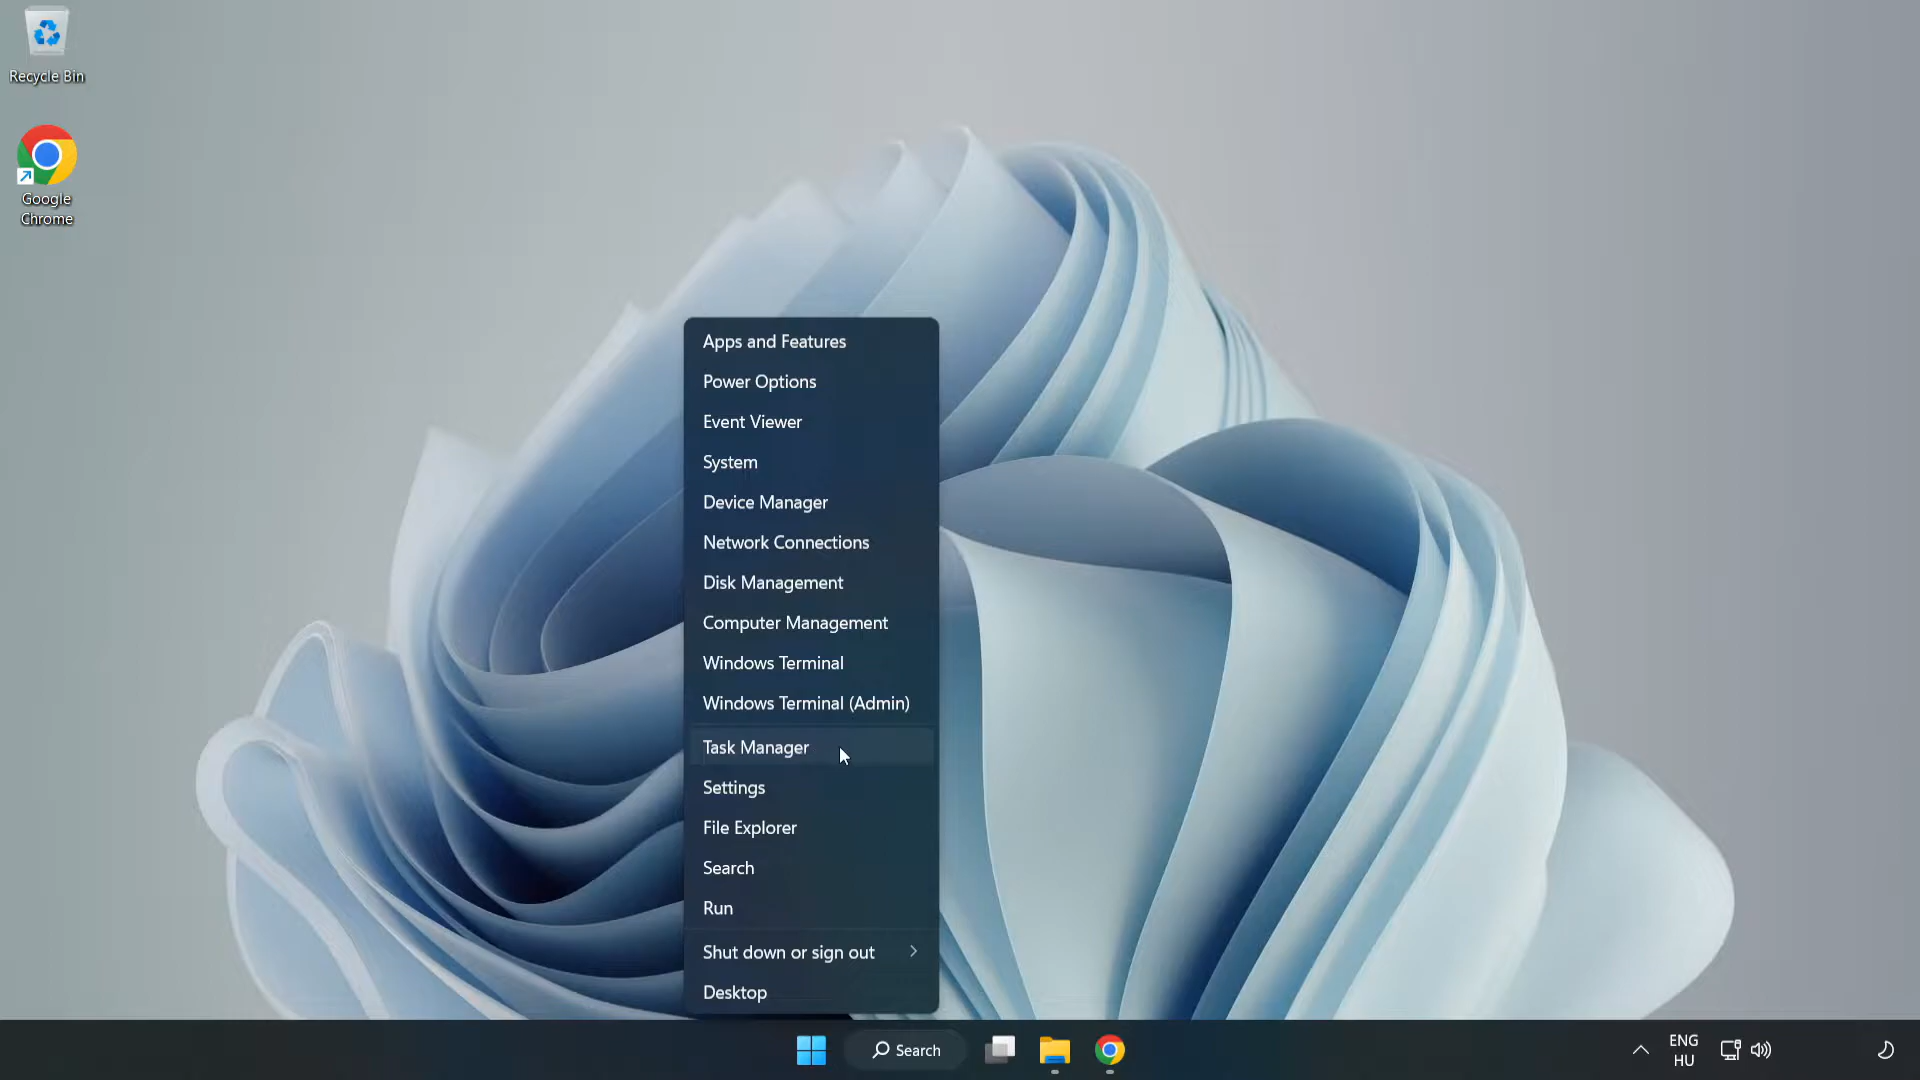 Recycle Bin
Google
Chrome
Apps and Features
Power Options
Event Viewer
System
Device Manager
Network Connections
Disk Management
Computer Management
Windows Terminal
Windows Terminal (Admin)
Task Manager
Settings
File Explorer
Search
Run
Shut down or sign out
Desktop
Search
ENG
HU